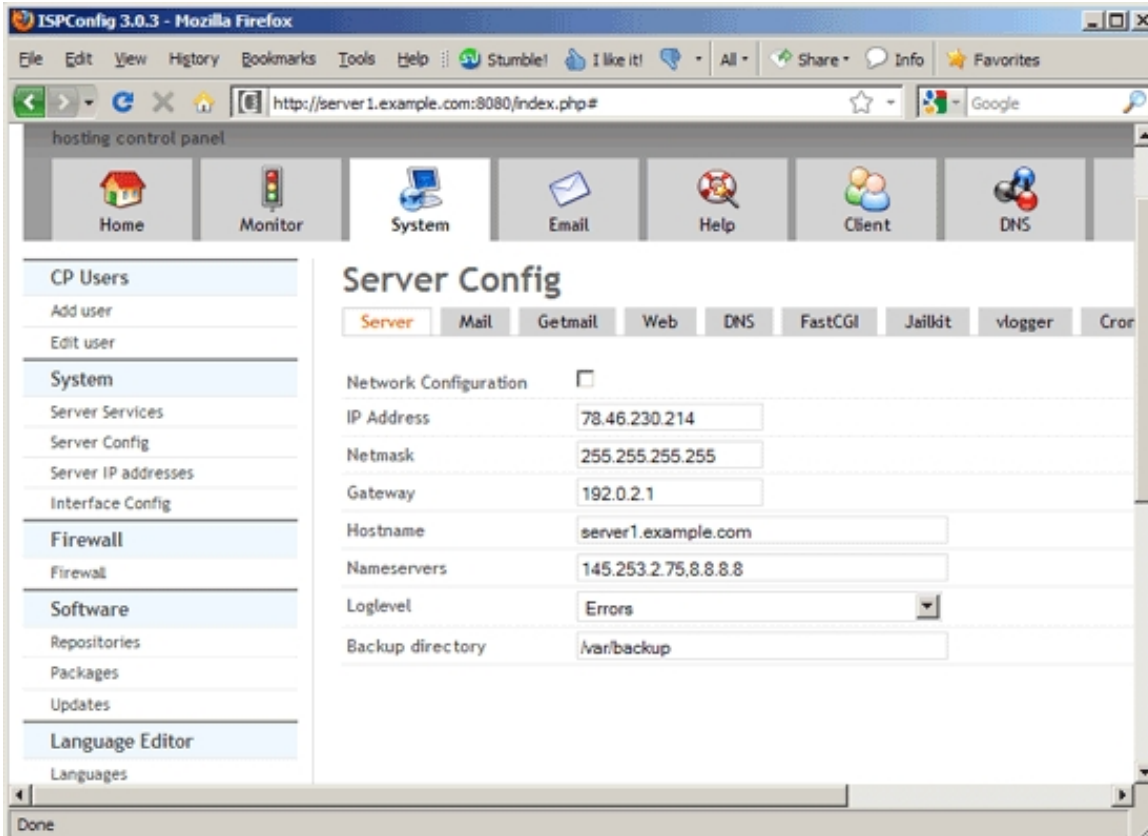 ISPConfig 3.0.3 - Mozilla Firefox
File Edit View History Bookmarks Tools Help Stumble! I like it! All Share Info Favorites
http://server1.example.com:8080/index.php# Google
hosting control panel
Home Monitor System Email Help Client DNS
CP Users
Add user
Edit user
System
Server Services
Server Config
Server IP addresses
Interface Config
Firewall
Firewall
Software
Repositories
Packages
Updates
Language Editor
Languages
Server Config
Server Mail Getmail Web DNS FastCGI Jailkit vlogger Cron
Network Configuration
IP Address 78.46.230.214
Netmask 255.255.255.255
Gateway 192.0.2.1
Hostname server1.example.com
Nameservers 145.253.2.75,8.8.8.8
Loglevel Errors
Backup directory /var/backup
Done